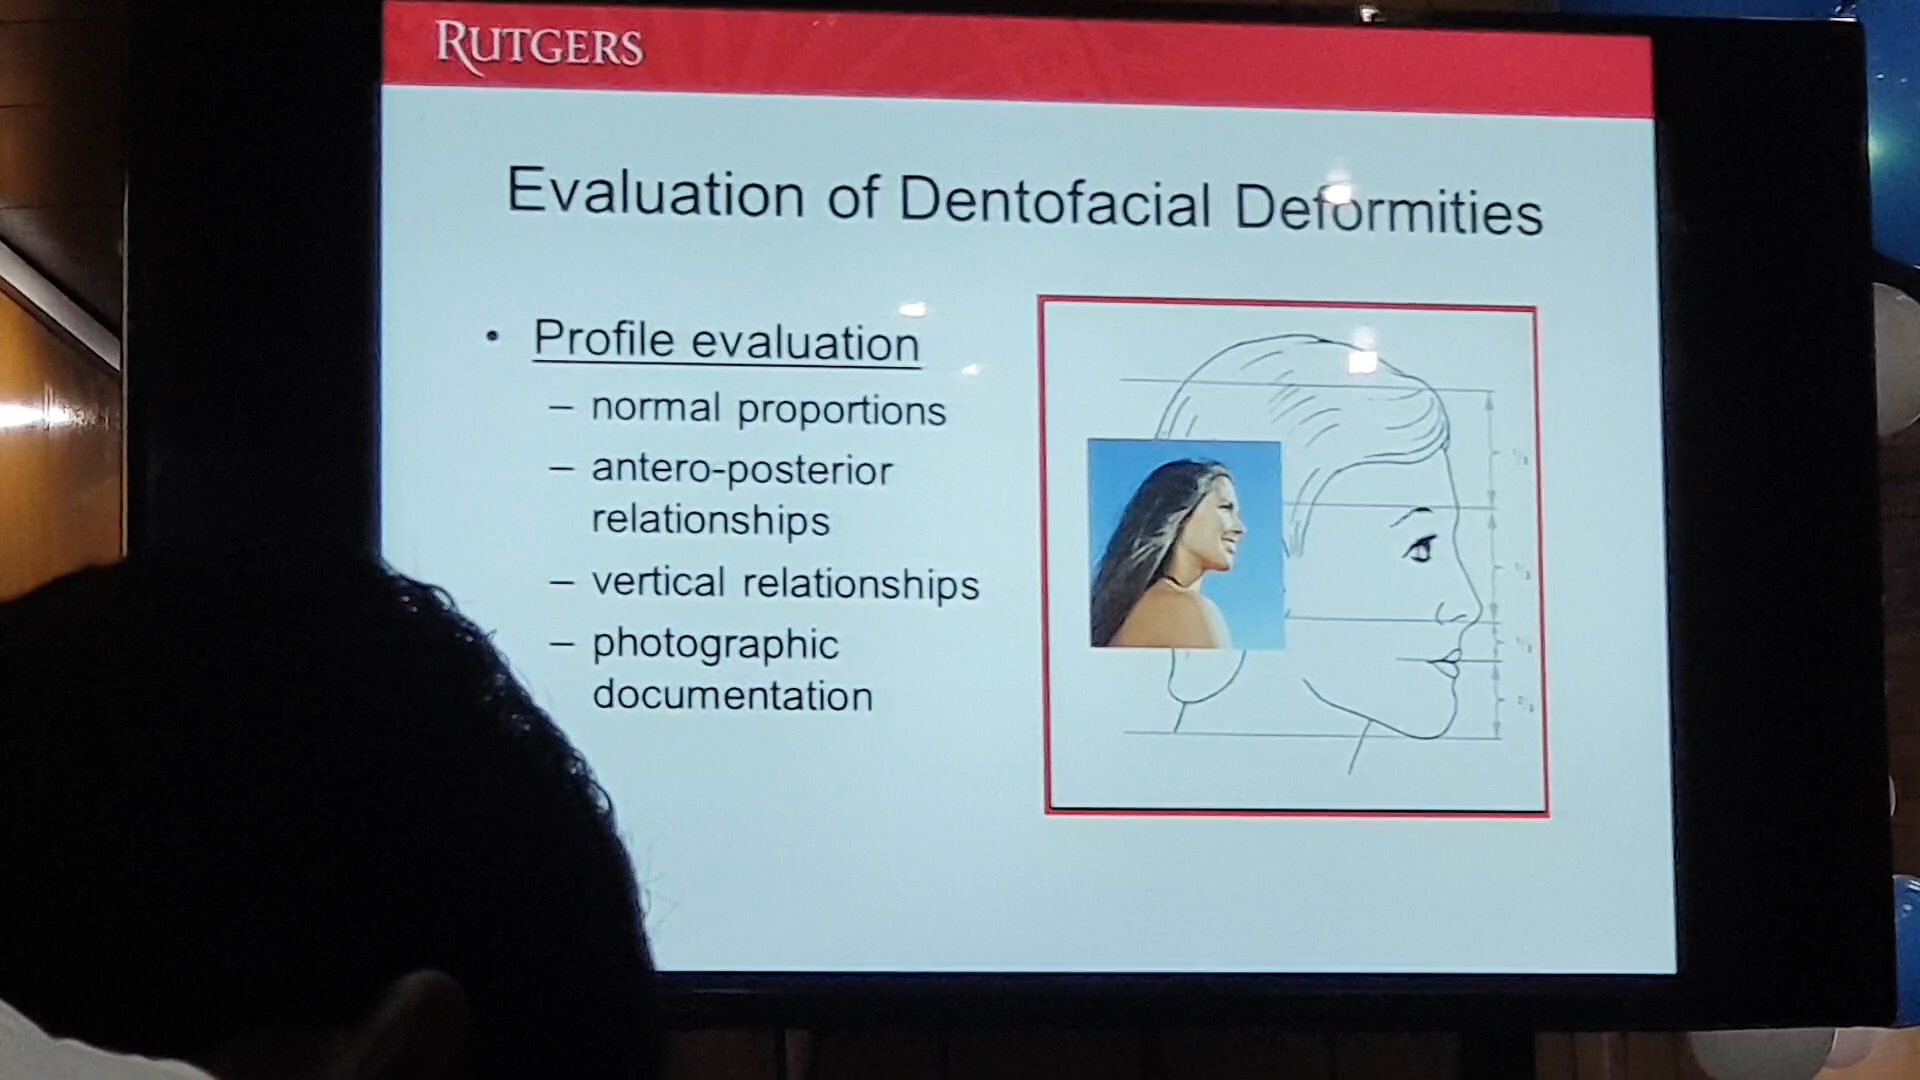 RUTGERS
Evaluation of Dentofacial Deformities
• Profile evaluation
– normal proportions
– antero-posterior
relationships
– vertical relationships
– photographic
documentation